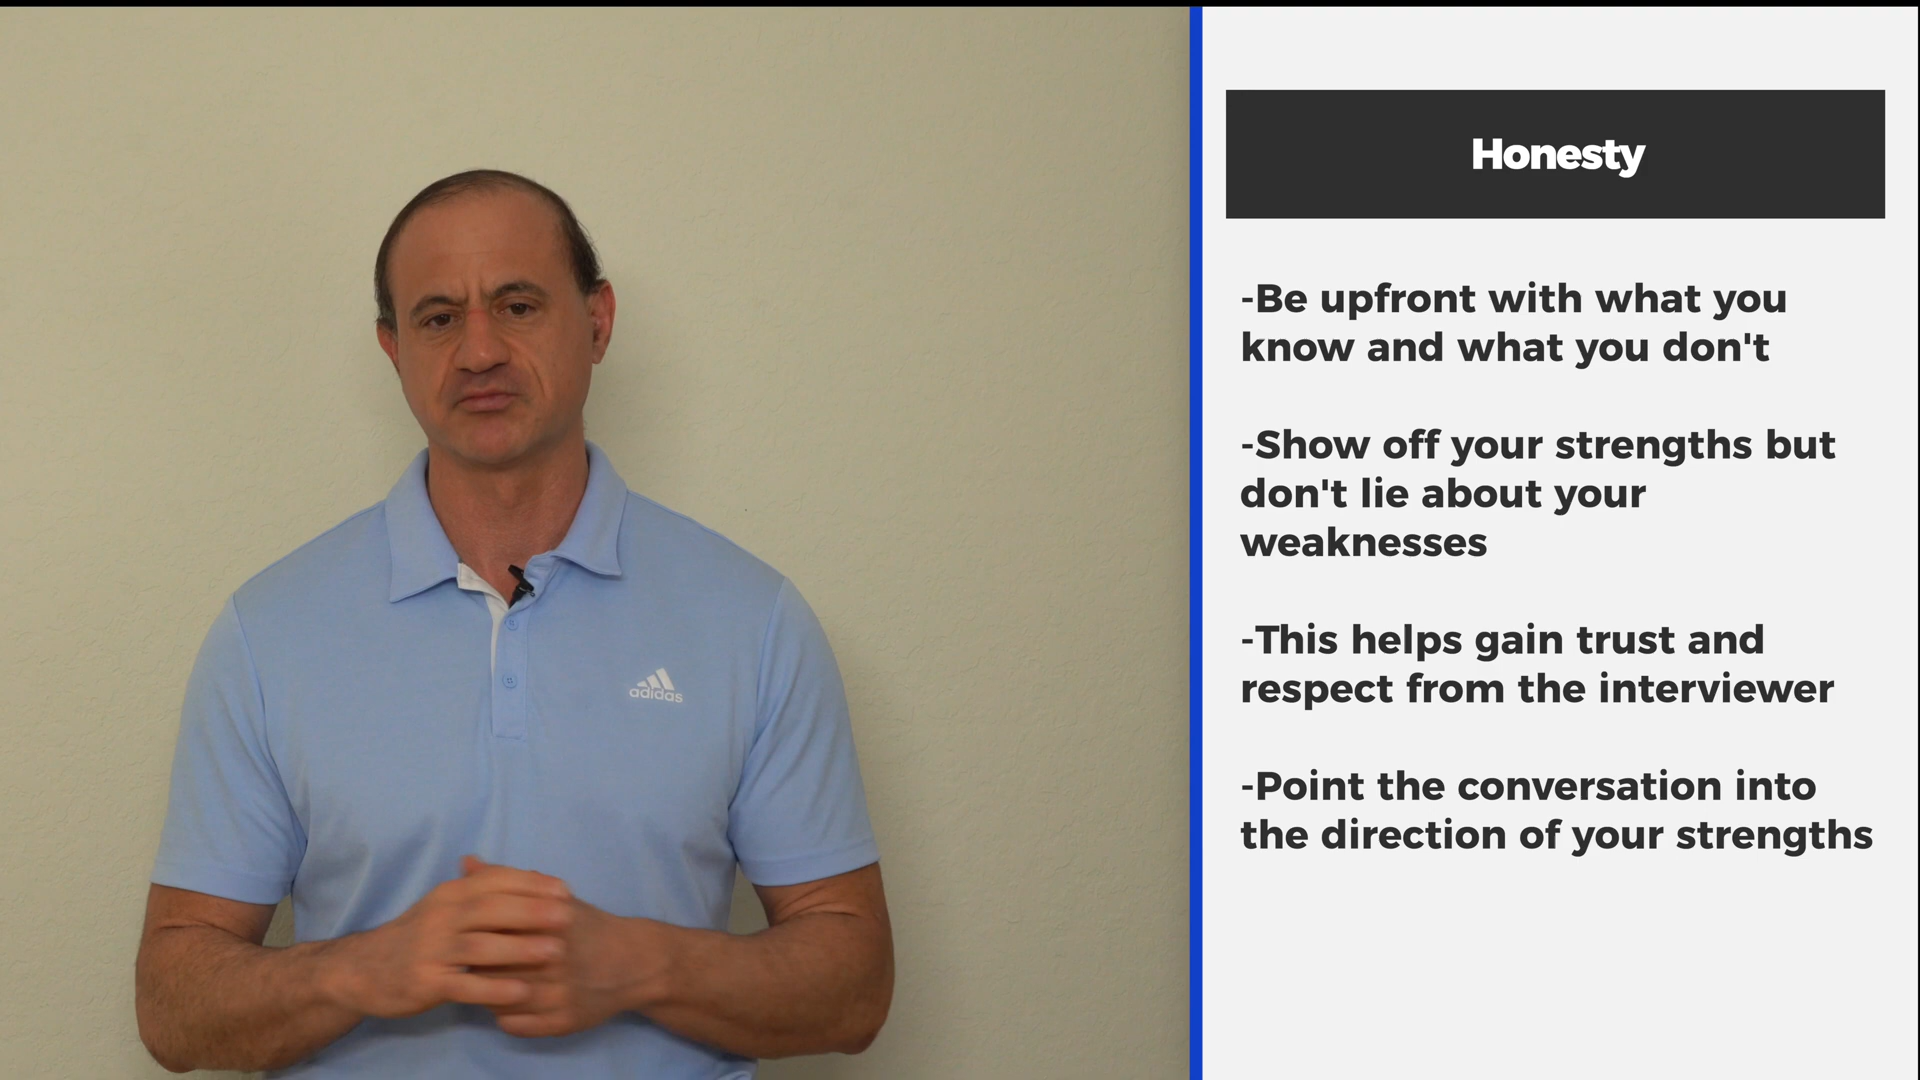 adidas
Honesty
-Be upfront with what you
know and what you don't
-Show off your strengths but
don't lie about your
weaknesses
-This helps gain trust and
respect from the interviewer
-Point the conversation into
the direction of your strengths